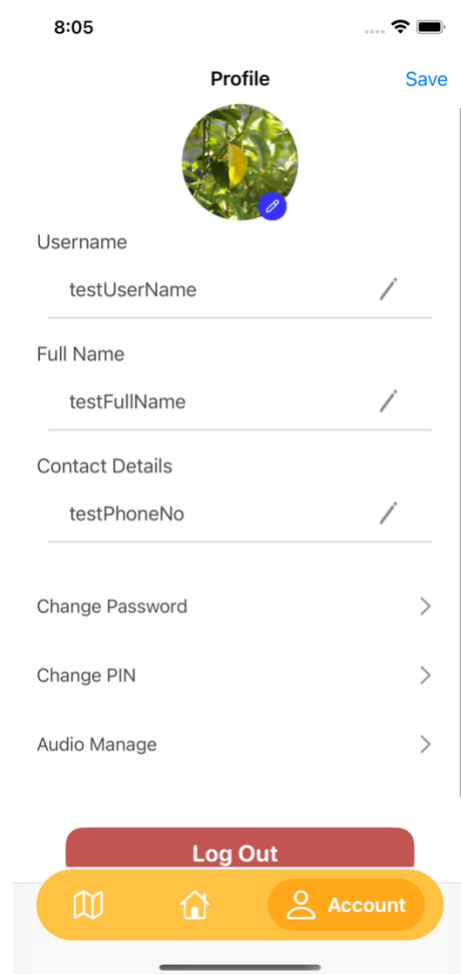 8:05
Profile
Save
Username
testUserName
Full Name
testFullName
Contact Details
testPhoneNo
Change Password
Change PIN
Audio Manage
Log Out
Account